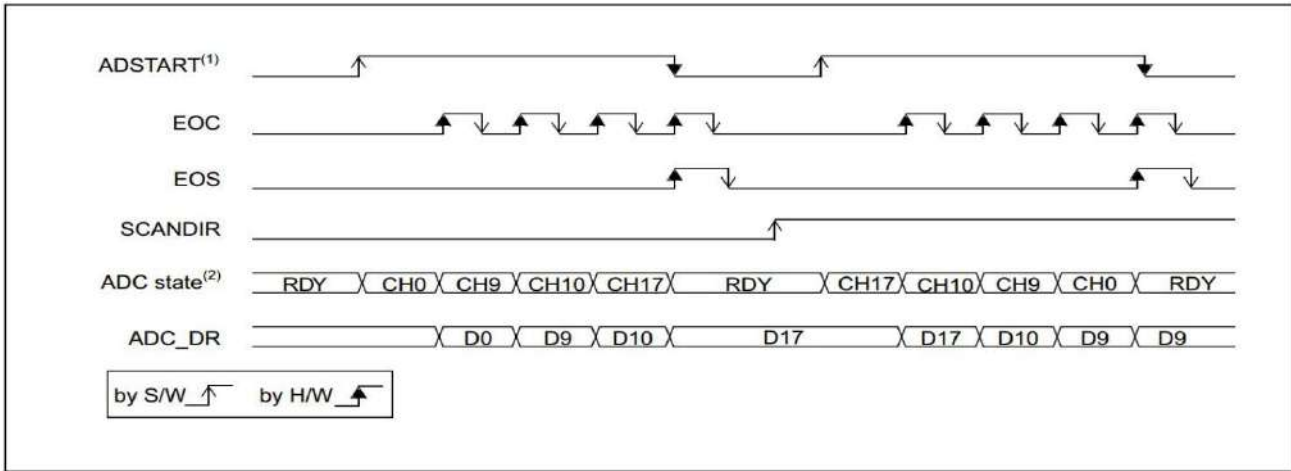 ADSTART(1)
EOC
EOS
SCANDIR
ADC state(2) RDY CH0 CH9 CH10 CH17 RDY CH17 CH10 CH9 CH0 RDY
ADC_DR D0 D9 D10 D17 D17 D10 D9 D9
by S/W by H/W